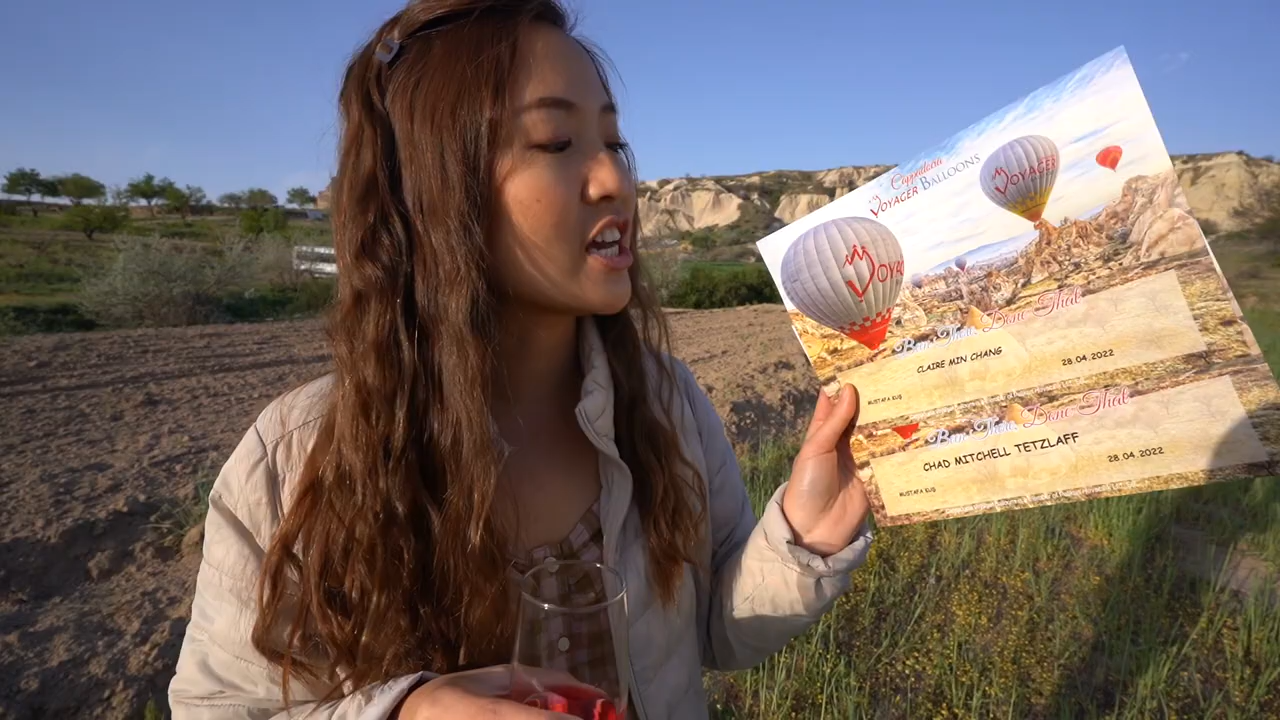 Cappadocia
VOYAGER BALLOONS
VOYAGER
VOYAG
Been There, Done That
CLAIRE MIN CHANG
28.04.2022
MUSTAFA KUŞ
Been There, Done That
CHAD MITCHELL TETZLAFF
28.04.2022
MUSTAFA KUŞ